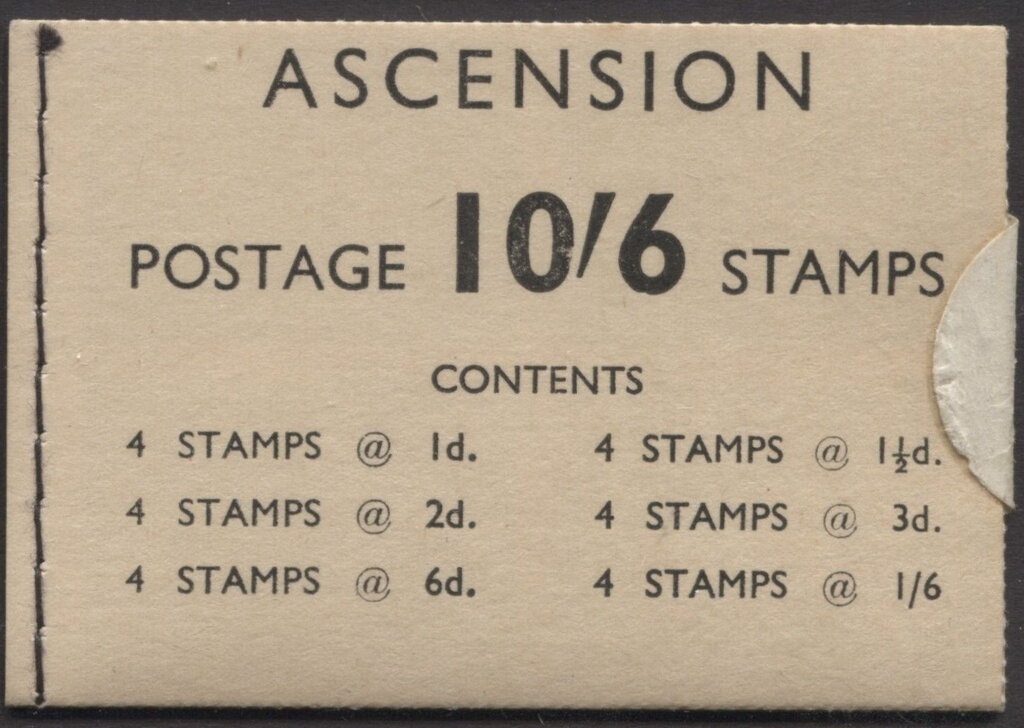 ASCENSION
POSTAGE 10/6 STAMPS
CONTENTS
4 STAMPS @ 1d. 4 STAMPS @ 1½d.
4 STAMPS @ 2d. 4 STAMPS @ 3d.
4 STAMPS @ 6d. 4 STAMPS @ 1/6